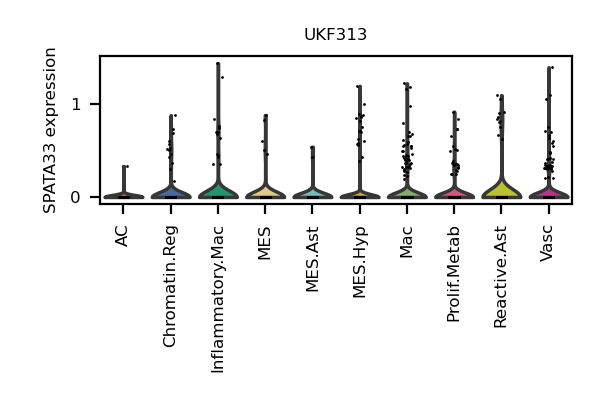 UKF313
SPATA33 expression
1
0
AC
Chromatin.Reg
Inflammatory.Mac
MES
MES.Ast
MES.Hyp
Mac
Prolif.Metab
Reactive.Ast
Vasc